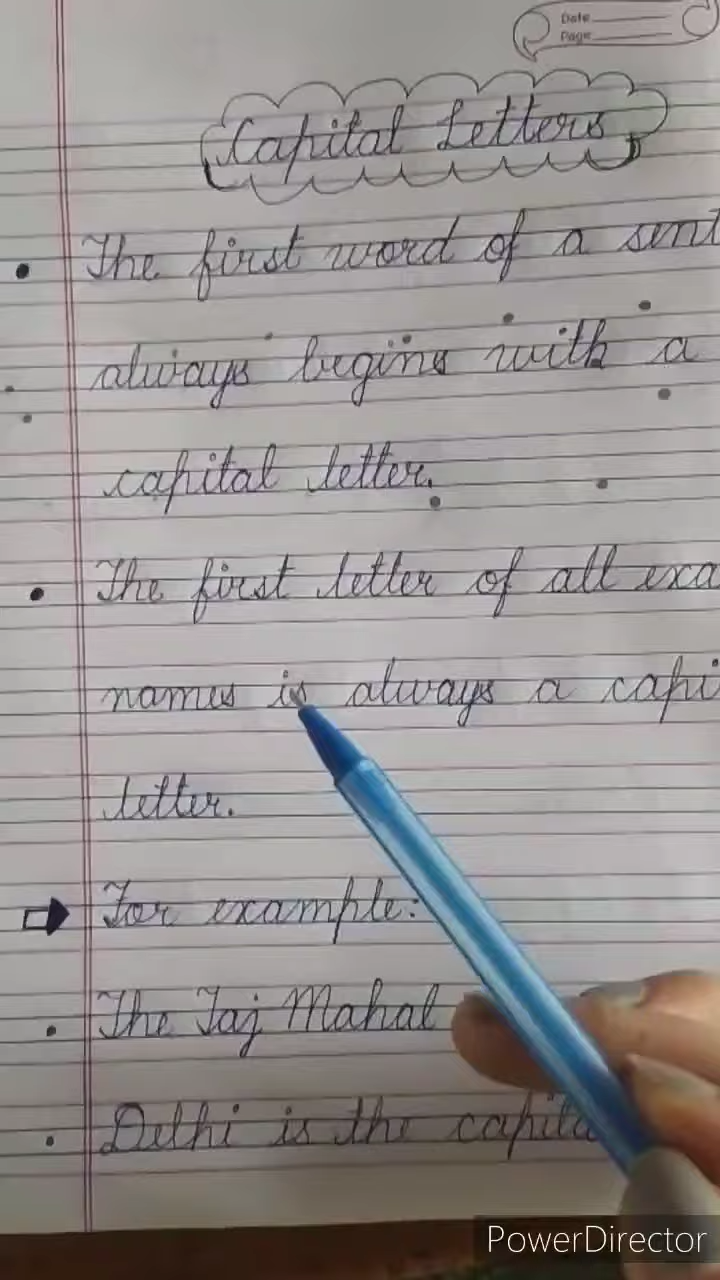 Date
Page
Capital Letters
• The first word of a sent
always begins with a
capital letter.
• The first letter of all exa
names is always a capi
letter.
For example:
• The Taj Mahal
• Delhi is the capita
PowerDirector